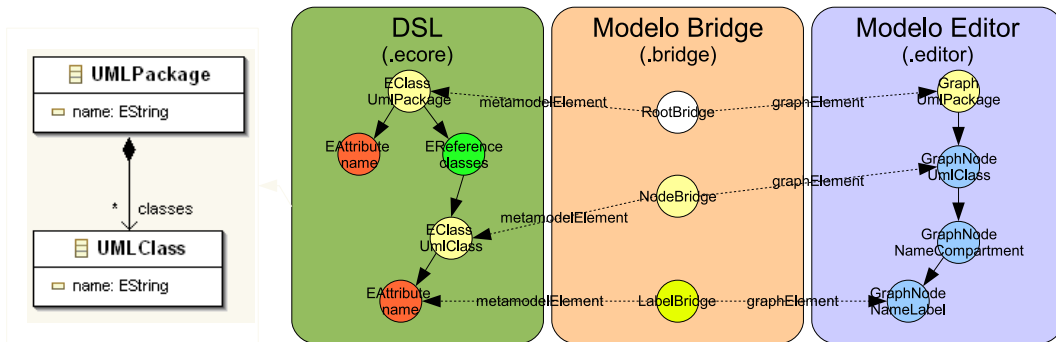 UMLPackage
name: EString
* classes
UMLClass
name: EString
DSL
(.ecore)
EClass
UmlPackage
EAttribute
name
EReference
classes
EClass
UmlClass
EAttribute
name
metamodelElement
metamodelElement
metamodelElement
Modelo Bridge
(.bridge)
RootBridge
NodeBridge
LabelBridge
graphElement
graphElement
graphElement
Modelo Editor
(.editor)
Graph
UmlPackage
GraphNode
UmlClass
GraphNode
NameCompartment
GraphNode
NameLabel